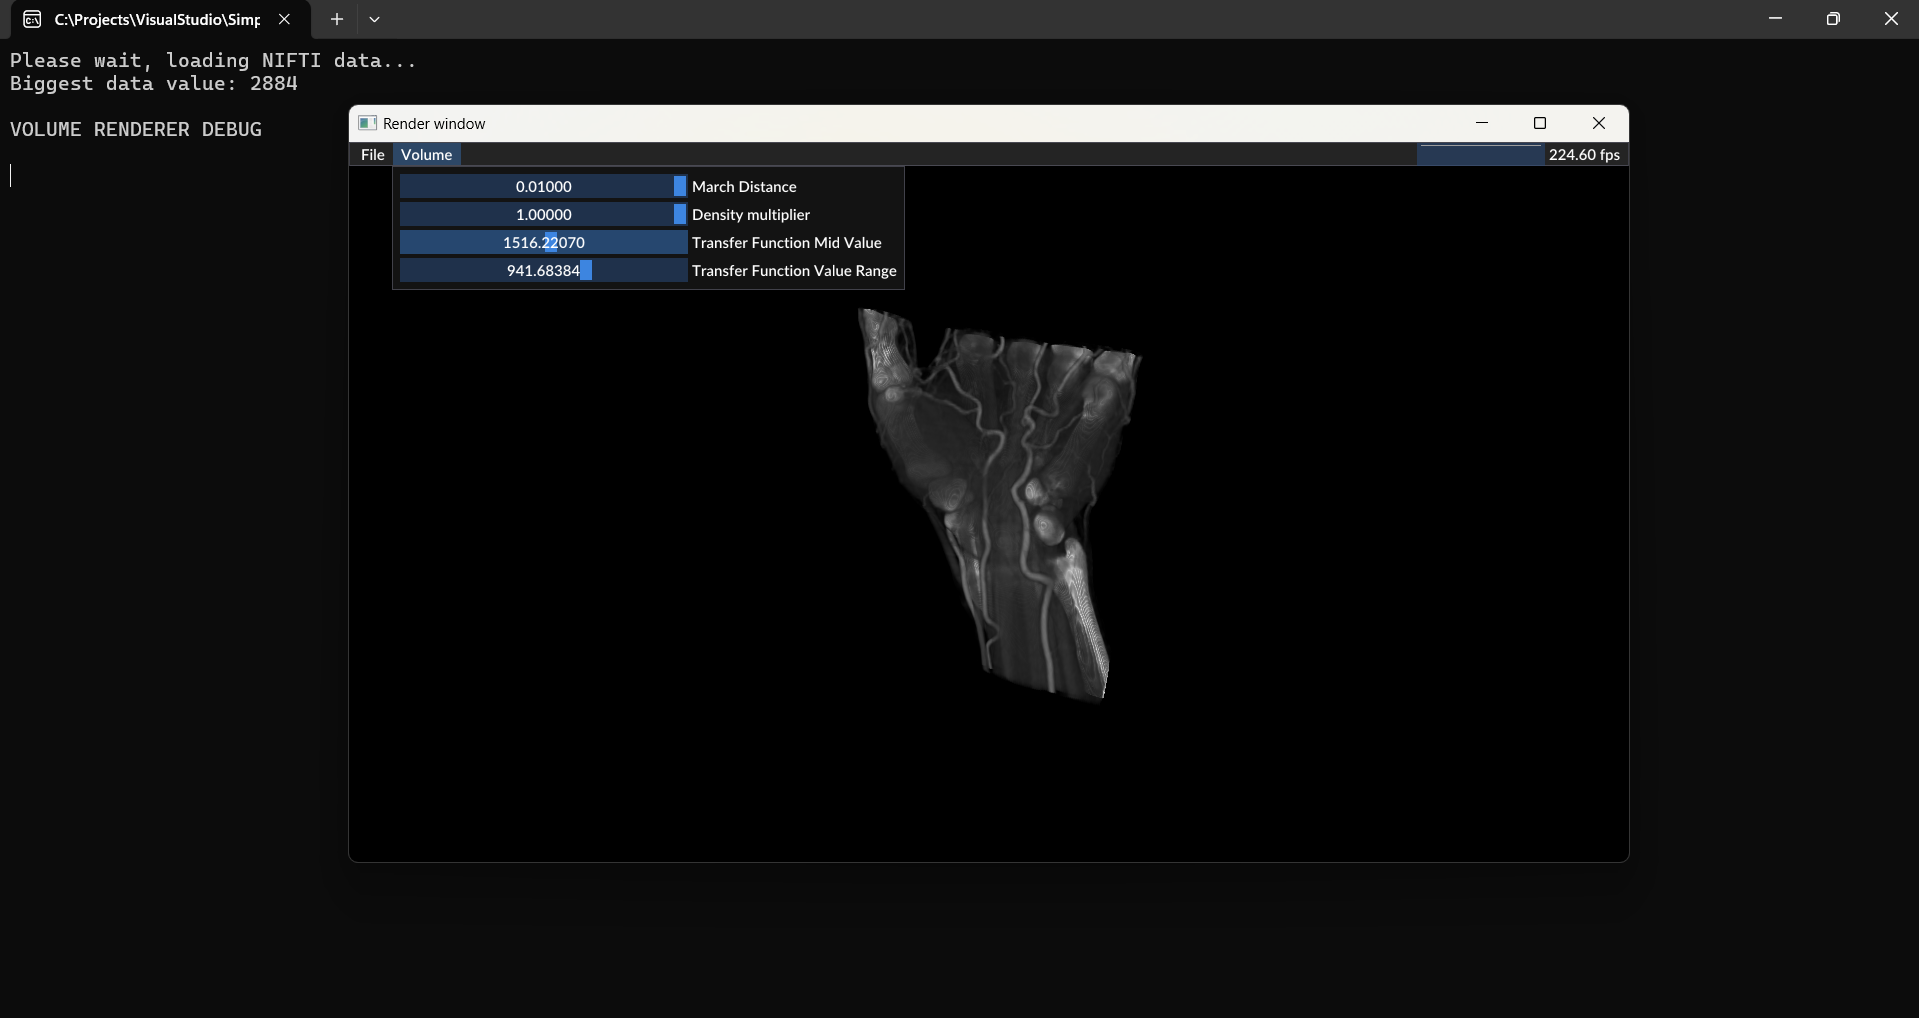 C:\Projects\VisualStudio\Simp
Please wait, loading NIFTI data...
Biggest data value: 2884
VOLUME RENDERER DEBUG
Render window
File Volume 224.60 fps
0.01000 March Distance
1.00000 Density multiplier
1516.22070 Transfer Function Mid Value
941.68384 Transfer Function Value Range